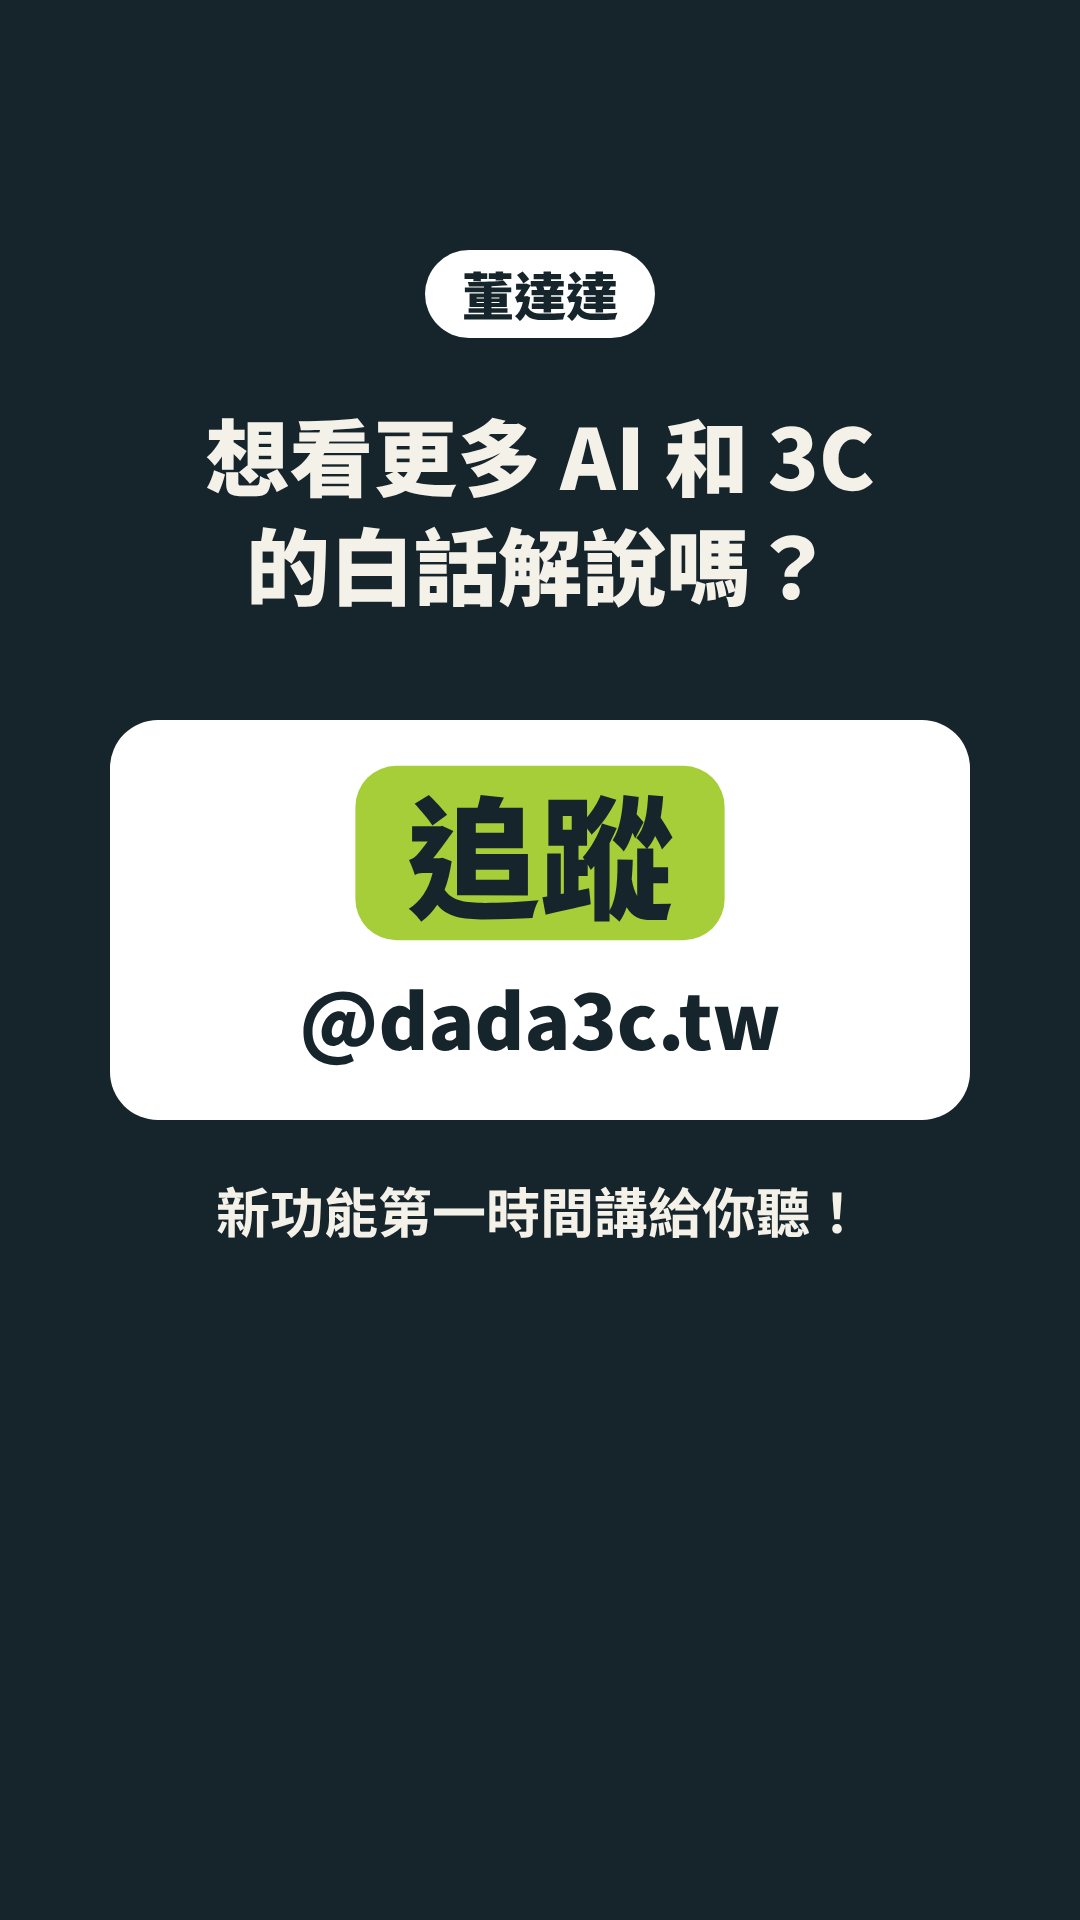 董達達
想看更多 AI 和 3C
的白話解說嗎？
追蹤
@dada3c.tw
新功能第一時間講給你聽！